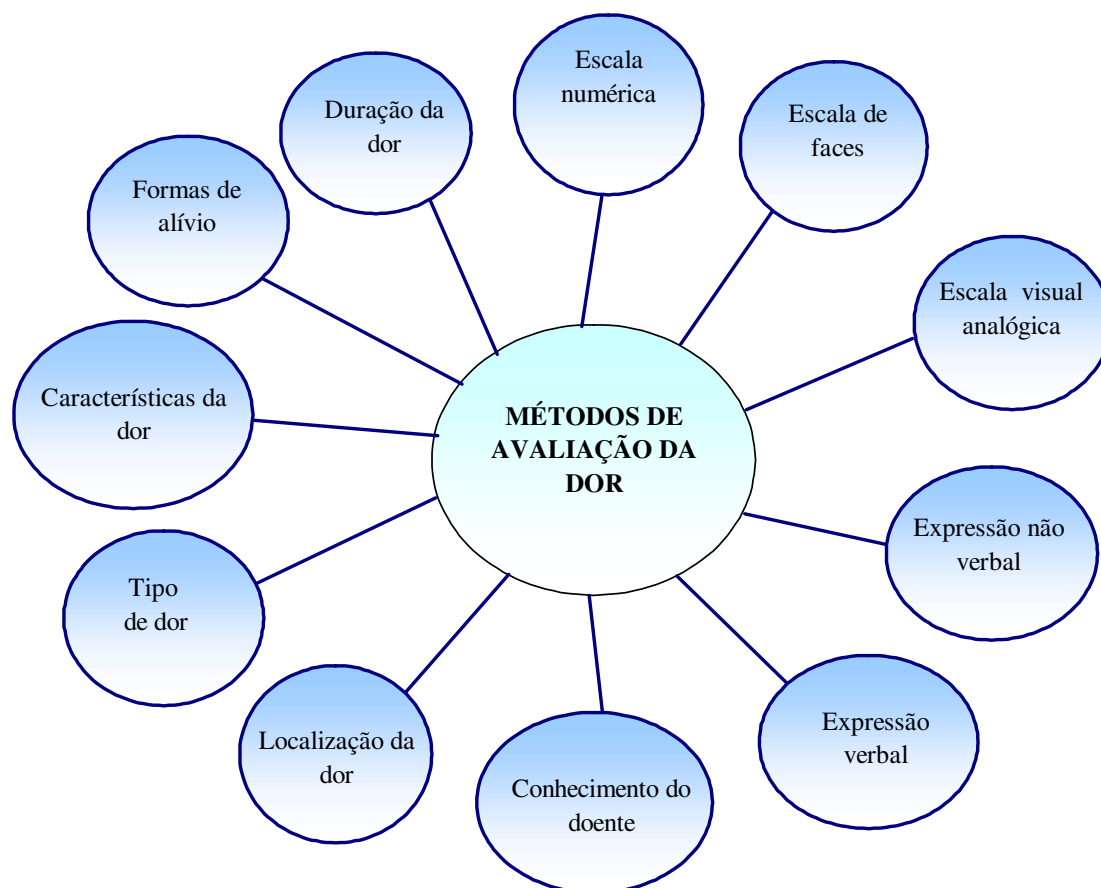 Escala
numérica
Duração da
dor
Escala de
faces
Formas de
alívio
Escala visual
analógica
Características da
dor
MÉTODOS DE
AVALIAÇÃO DA
DOR
Expressão não
verbal
Tipo
de dor
Expressão
verbal
Localização da
dor
Conhecimento do
doente